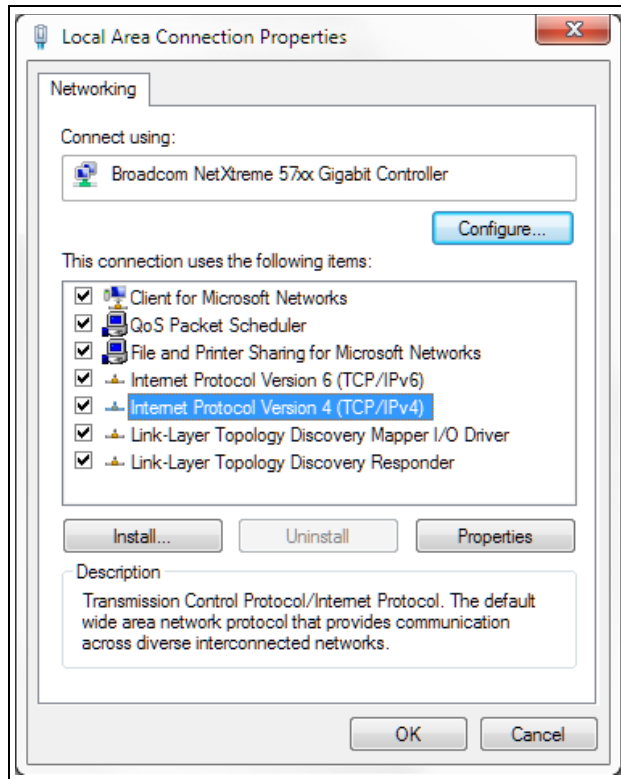 Local Area Connection Properties
Networking
Connect using:
Broadcom NetXtreme 57xx Gigabit Controller
Configure...
This connection uses the following items:
Client for Microsoft Networks
QoS Packet Scheduler
File and Printer Sharing for Microsoft Networks
Internet Protocol Version 6 (TCP/IPv6)
Internet Protocol Version 4 (TCP/IPv4)
Link-Layer Topology Discovery Mapper I/O Driver
Link-Layer Topology Discovery Responder
Install... Uninstall Properties
Description
Transmission Control Protocol/Internet Protocol. The default
wide area network protocol that provides communication
across diverse interconnected networks.
OK Cancel